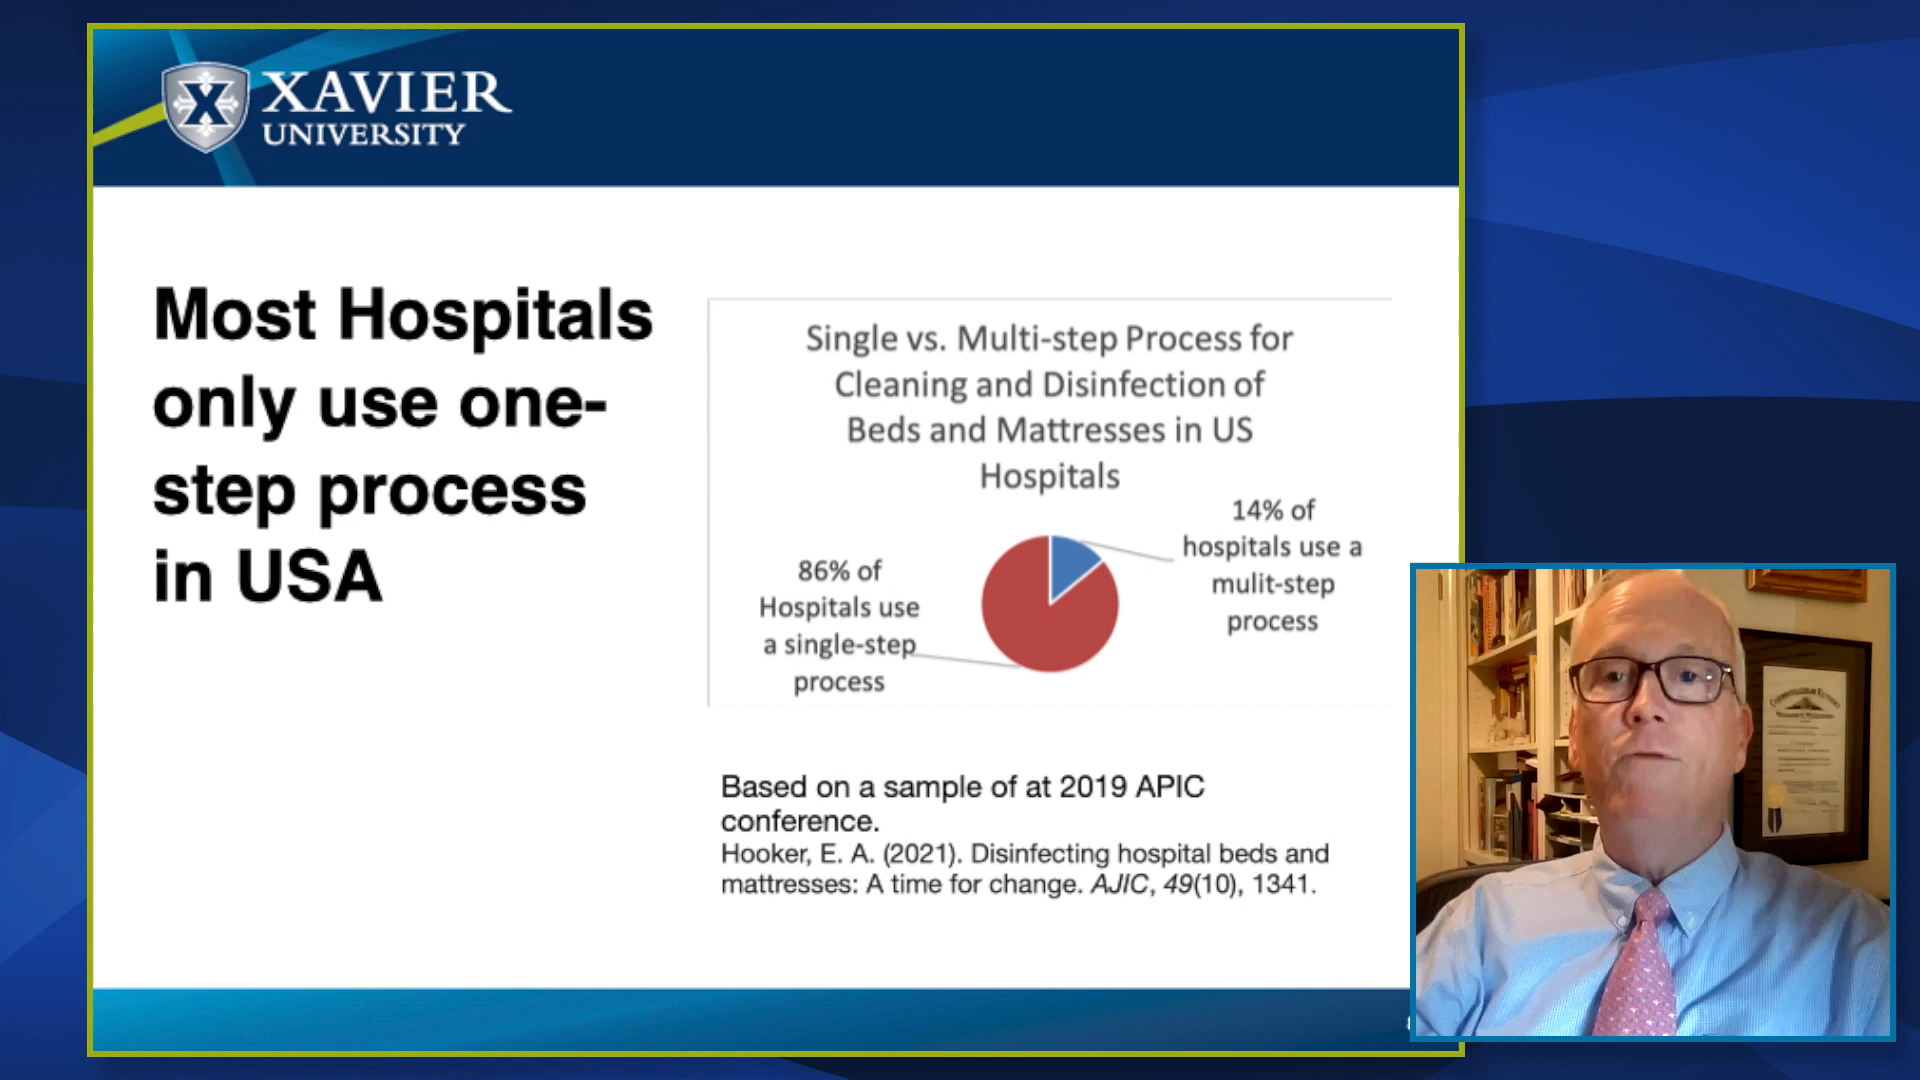 XAVIER
UNIVERSITY
Most Hospitals
only use one-
step process
in USA
Single vs. Multi-step Process for
Cleaning and Disinfection of
Beds and Mattresses in US
Hospitals
14% of
hospitals use a
mulit-step
process
86% of
Hospitals use
a single-step
process
Based on a sample of at 2019 APIC
conference.
Hooker, E. A. (2021). Disinfecting hospital beds and
mattresses: A time for change. AJIC, 49(10), 1341.